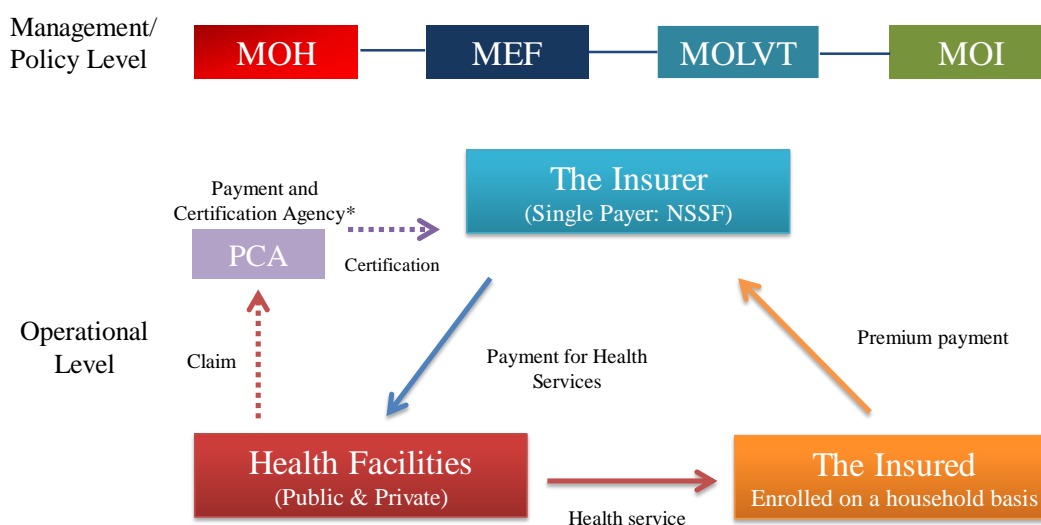 Management/
Policy Level
MOH
MEF
MOLVT
MOI
The Insurer
(Single Payer: NSSF)
Payment and
Certification Agency*
PCA
Certification
Operational
Level
Claim
Payment for Health
Services
Premium payment
Health Facilities
(Public & Private)
Health service
The Insured
Enrolled on a household basis